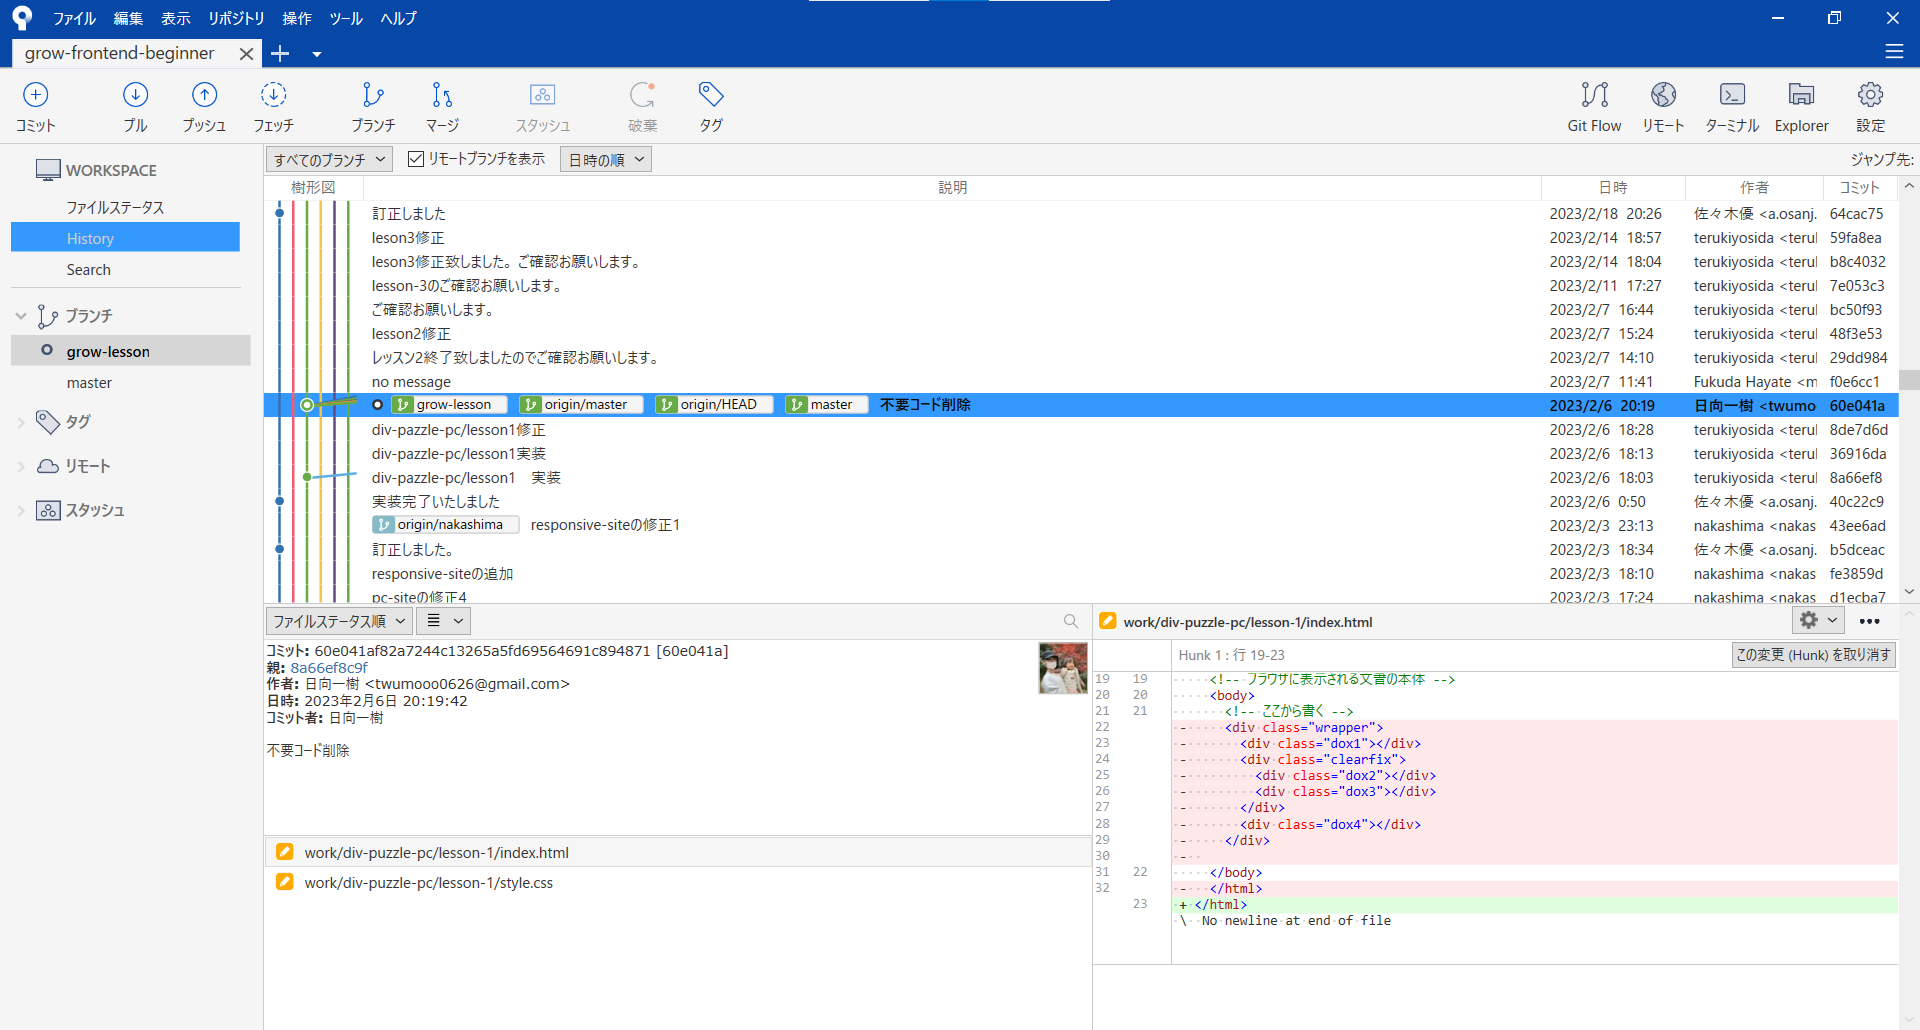 ファイル 編集 表示 リポジトリ 操作 ツール ヘルプ
grow-frontend-beginner
コミット プル プッシュ フェッチ ブランチ マージ スタッシュ 破棄 タグ Git Flow リモート ターミナル Explorer 設定
WORKSPACE
ファイルステータス
History
Search
ブランチ
grow-lesson
master
タグ
リモート
スタッシュ
すべてのブランチ リモートブランチを表示 日時の順 ジャンプ先:
樹形図 説明 日時 作者 コミット
訂正しました 2023/2/18 20:26 佐々木優 <a.osanj. 64cac75
leson3修正 2023/2/14 18:57 terukiyosida <teru 59fa8ea
leson3修正致しました。ご確認お願いします。 2023/2/14 18:04 terukiyosida <teru b8c4032
lesson-3のご確認お願いします。 2023/2/11 17:27 terukiyosida <teru 7e053c3
ご確認お願いします。 2023/2/7 16:44 terukiyosida <teru bc50f93
lesson2修正 2023/2/7 15:24 terukiyosida <teru 48f3e53
レッスン2終了致しましたのでご確認お願いします。 2023/2/7 14:10 terukiyosida <teru 29dd984
no message 2023/2/7 11:41 Fukuda Hayate <m f0e6cc1
grow-lesson origin/master origin/HEAD master 不要コード削除 2023/2/6 20:19 日向一樹 <twumo 60e041a
div-pazzle-pc/lesson1修正 2023/2/6 18:28 terukiyosida <teru 8de7d6d
div-pazzle-pc/lesson1実装 2023/2/6 18:13 terukiyosida <teru 36916da
div-pazzle-pc/lesson1　実装 2023/2/6 18:03 terukiyosida <teru 8a66ef8
実装完了いたしました 2023/2/6 0:50 佐々木優 <a.osanj. 40c22c9
origin/nakashima responsive-siteの修正1 2023/2/3 23:13 nakashima <nakas 43ee6ad
訂正しました。 2023/2/3 18:34 佐々木優 <a.osanj. b5dceac
responsive-siteの追加 2023/2/3 18:10 nakashima <nakas fe3859d
pc-siteの修正4 2023/2/3 17:24 nakashima <nakas d1ecba7
ファイルステータス順
コミット: 60e041af82a7244c13265a5fd69564691c894871 [60e041a]
親: 8a66ef8c9f
作者: 日向一樹 <twumooo0626@gmail.com>
日時: 2023年2月6日 20:19:42
コミット者: 日向一樹
不要コード削除
work/div-puzzle-pc/lesson-1/index.html
work/div-puzzle-pc/lesson-1/style.css
work/div-puzzle-pc/lesson-1/index.html
Hunk 1 : 行 19-23 この変更 (Hunk) を取り消す
19 19 <!-- ブラウザに表示される文書の本体 -->
20 20 <body>
21 21 <!-- ここから書く -->
22 - <div class="wrapper">
23 - <div class="dox1"></div>
24 - <div class="clearfix">
25 - <div class="dox2"></div>
26 - <div class="dox3"></div>
27 - </div>
28 - <div class="dox4"></div>
29 - </div>
30 -
31 22 </body>
32 - </html>
23 + </html>
\ No newline at end of file